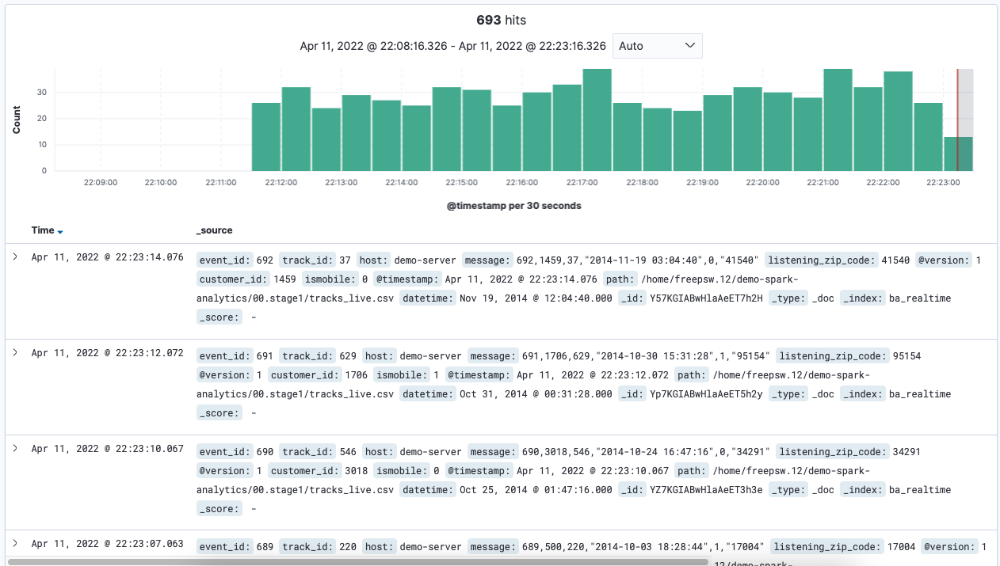 693 hits
Apr 11, 2022 @ 22:08:16.326 - Apr 11, 2022 @ 22:23:16.326 Auto
Count
30
20
10
0
22:09:00 22:10:00 22:11:00 22:12:00 22:13:00 22:14:00 22:15:00 22:16:00 22:17:00 22:18:00 22:19:00 22:20:00 22:21:00 22:22:00 22:23:00
@timestamp per 30 seconds
Time _source
Apr 11, 2022 @ 22:23:14.076 event_id: 692 track_id: 37 host: demo-server message: 692,1459,37,"2014-11-19 03:04:40",0,"41540" listening_zip_code: 41540 @version: 1
customer_id: 1459 ismobile: 0 @timestamp: Apr 11, 2022 @ 22:23:14.076 path: /home/freepsw.12/demo-spark-
analytics/00.stage1/tracks_live.csv datetime: Nov 19, 2014 @ 12:04:40.000 _id: Y57KGIABwHlaAeET7h2H _type: _doc _index: ba_realtime
_score: -
Apr 11, 2022 @ 22:23:12.072 event_id: 691 track_id: 629 host: demo-server message: 691,1706,629,"2014-10-30 15:31:28",1,"95154" listening_zip_code: 95154
@version: 1 customer_id: 1706 ismobile: 1 @timestamp: Apr 11, 2022 @ 22:23:12.072 path: /home/freepsw.12/demo-spark-
analytics/00.stage1/tracks_live.csv datetime: Oct 31, 2014 @ 00:31:28.000 _id: Yp7KGIABwHlaAeET5h2y _type: _doc _index: ba_realtime
_score: -
Apr 11, 2022 @ 22:23:10.067 event_id: 690 track_id: 546 host: demo-server message: 690,3018,546,"2014-10-24 16:47:16",0,"34291" listening_zip_code: 34291
@version: 1 customer_id: 3018 ismobile: 0 @timestamp: Apr 11, 2022 @ 22:23:10.067 path: /home/freepsw.12/demo-spark-
analytics/00.stage1/tracks_live.csv datetime: Oct 25, 2014 @ 01:47:16.000 _id: YZ7KGIABwHlaAeET3h3e _type: _doc _index: ba_realtime
_score: -
Apr 11, 2022 @ 22:23:07.063 event_id: 689 track_id: 220 host: demo-server message: 689,500,220,"2014-10-03 18:28:44",1,"17004" listening_zip_code: 17004 @version: 1
.12/demo-spark-